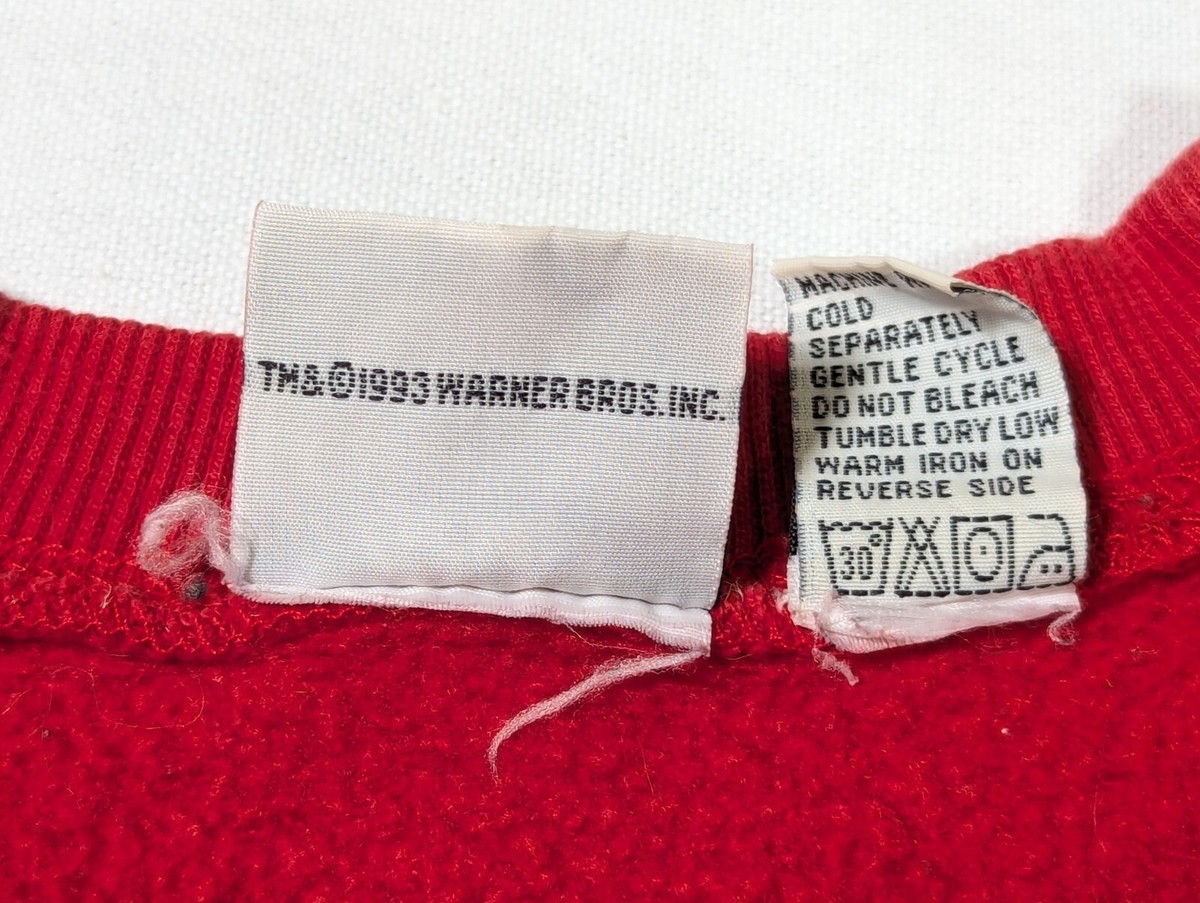 TM&©1993 WARNER BROS. INC.
MACHINE
COLD
SEPARATELY
GENTLE CYCLE
DO NOT BLEACH
TUMBLE DRY LOW
WARM IRON ON
REVERSE SIDE
30°